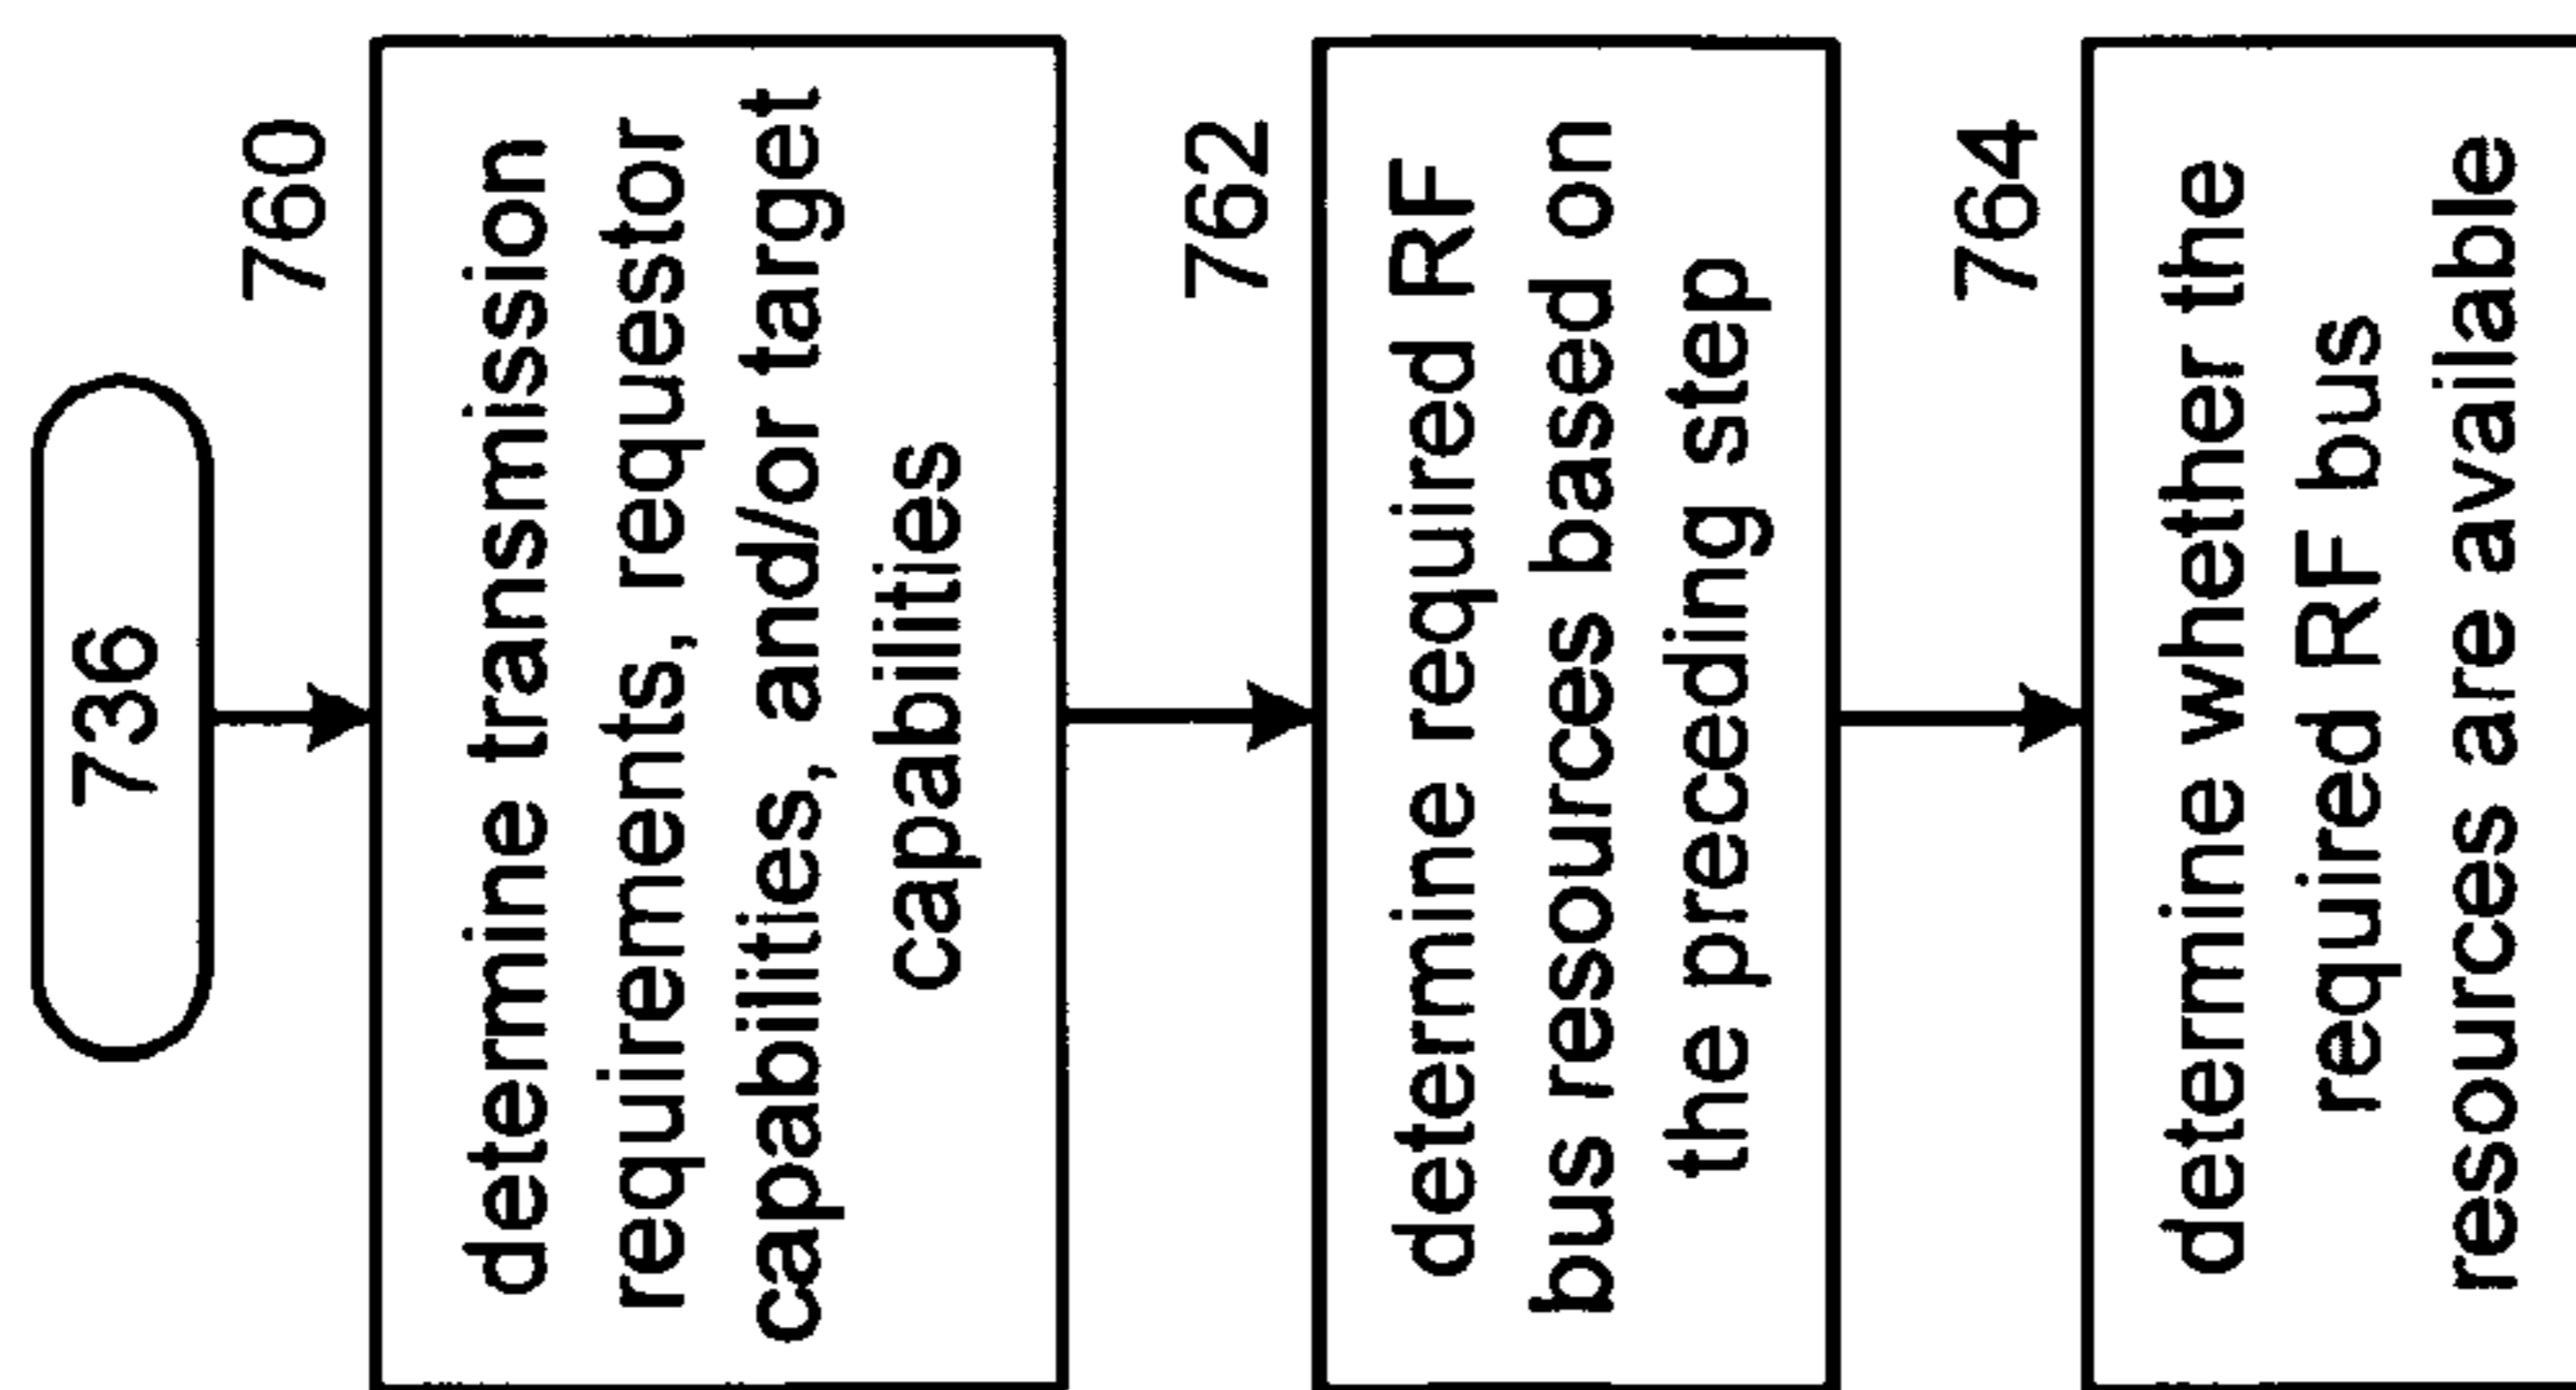 736
760
determine transmission
requirements, requestor
capabilities, and/or target
capabilities
762
determine required RF
bus resources based on
the preceding step
764
determine whether the
required RF bus
resources are available